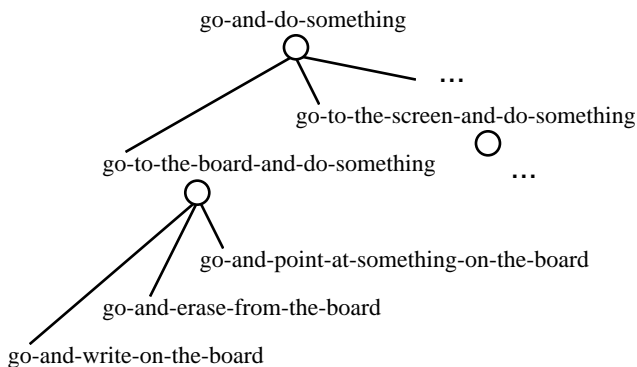 go-and-do-something
...
go-to-the-screen-and-do-something
go-to-the-board-and-do-something
...
go-and-point-at-something-on-the-board
go-and-erase-from-the-board
go-and-write-on-the-board